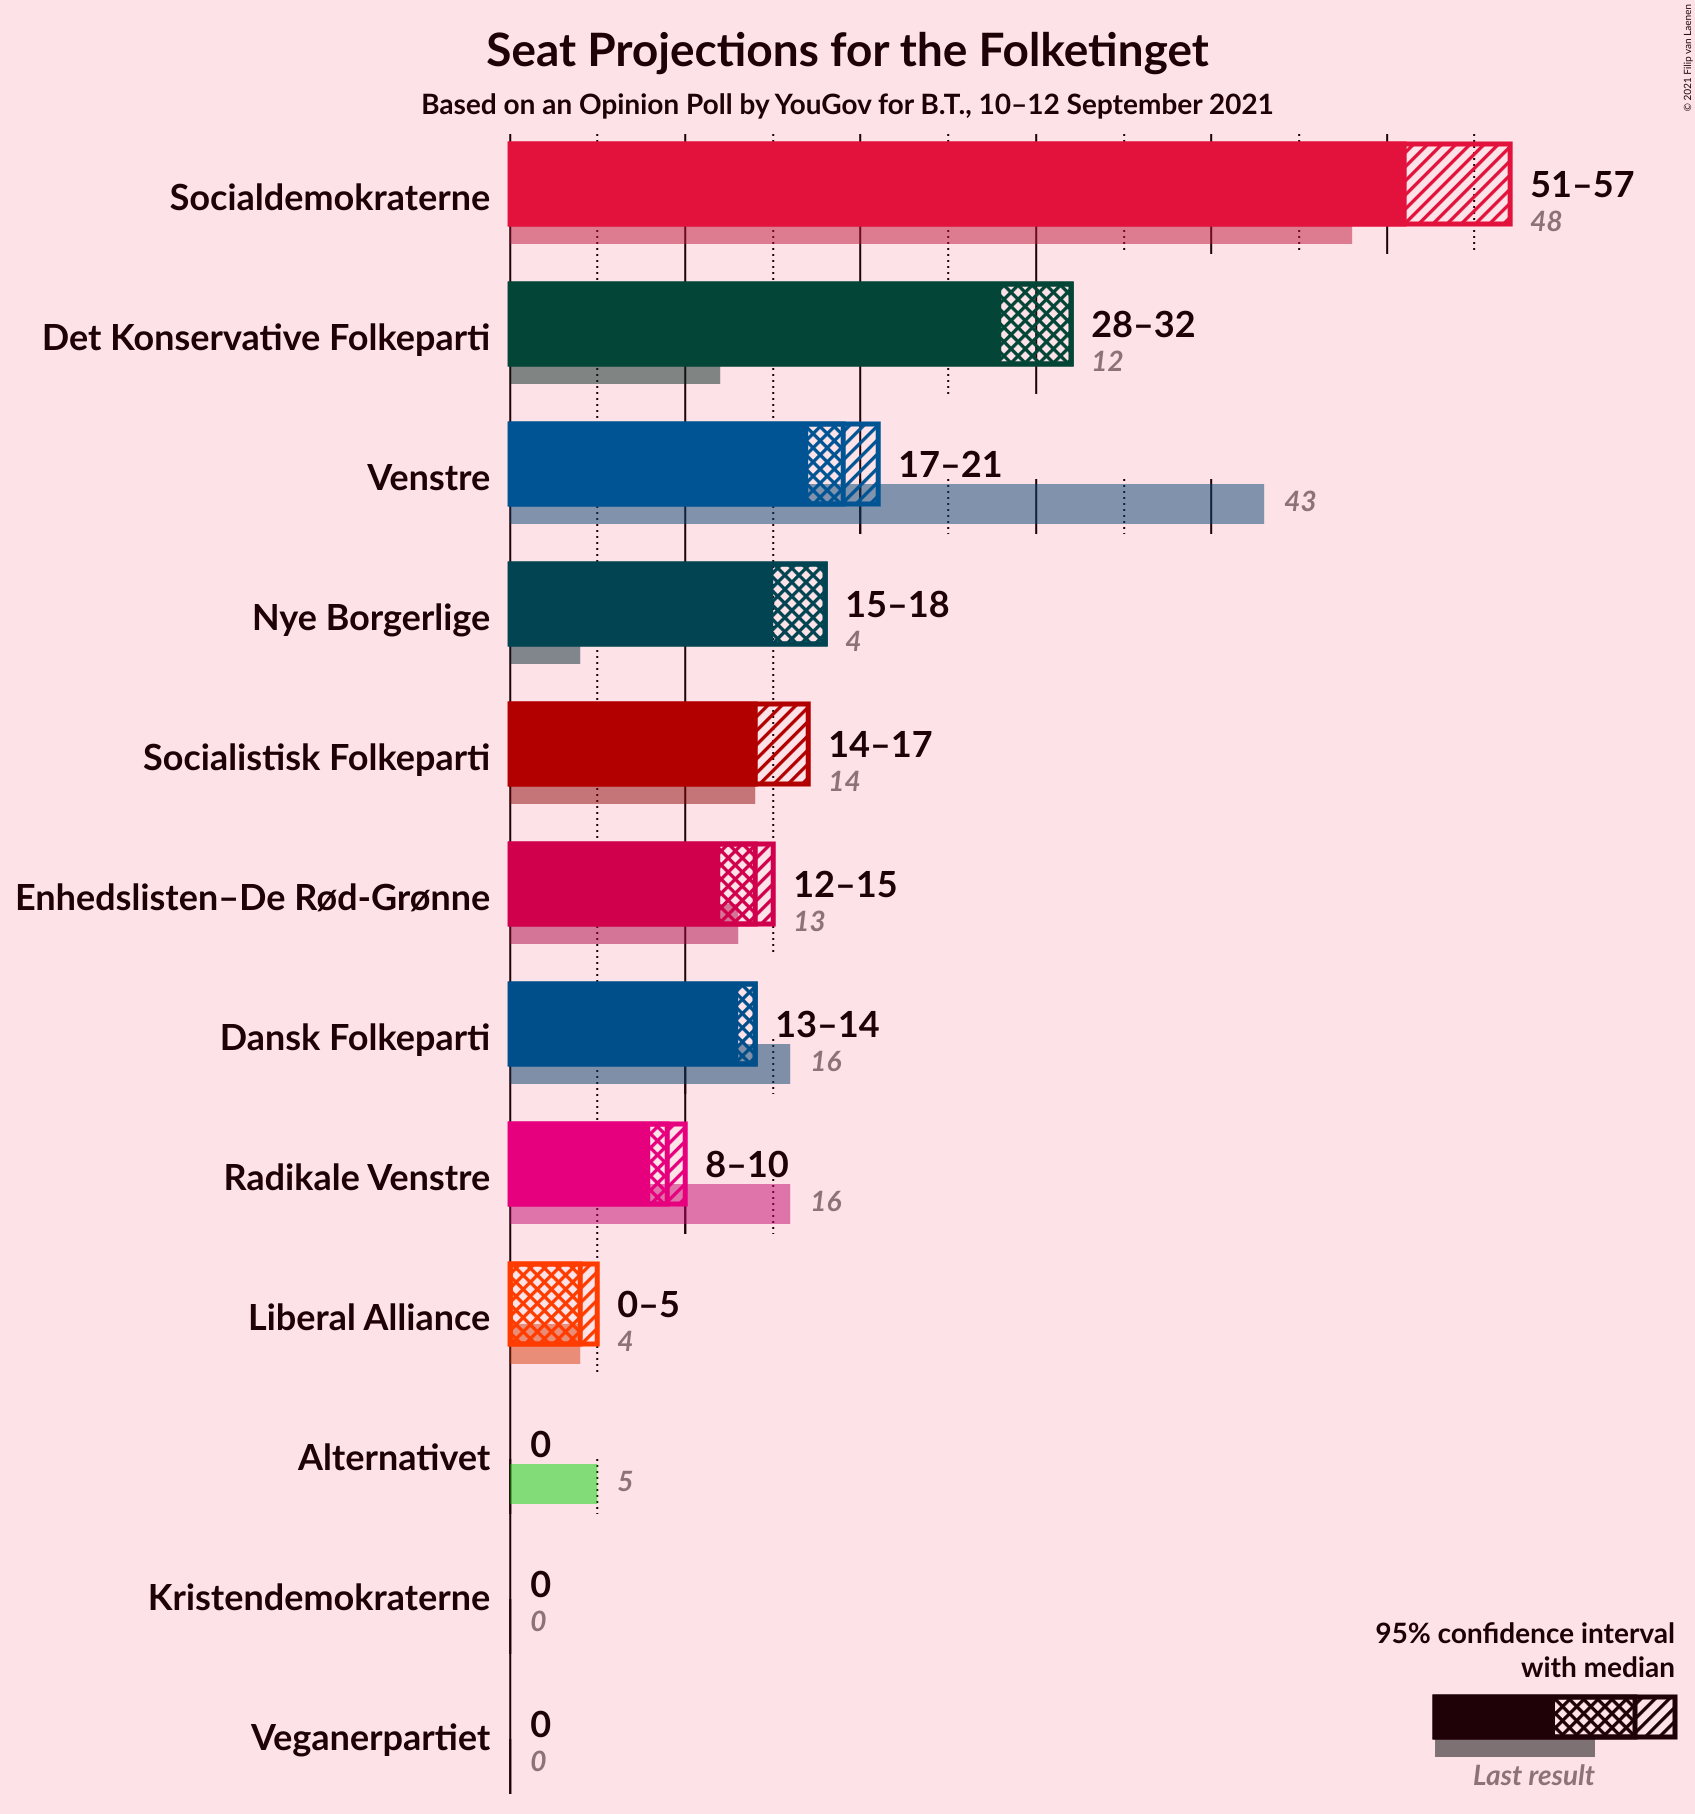 Seat Projections for the Folketinget
Based on an Opinion Poll by YouGov for B.T., 10–12 September 2021
© 2021 Filip van Laenen
Socialdemokraterne
51–57
48
Det Konservative Folkeparti
28–32
12
Venstre
17–21
43
Nye Borgerlige
15–18
4
Socialistisk Folkeparti
14–17
14
Enhedslisten–De Rød-Grønne
12–15
13
Dansk Folkeparti
13–14
16
Radikale Venstre
8–10
16
Liberal Alliance
0–5
4
Alternativet
0
5
Kristendemokraterne
0
0
Veganerpartiet
0
0
95% confidence interval
with median
Last result